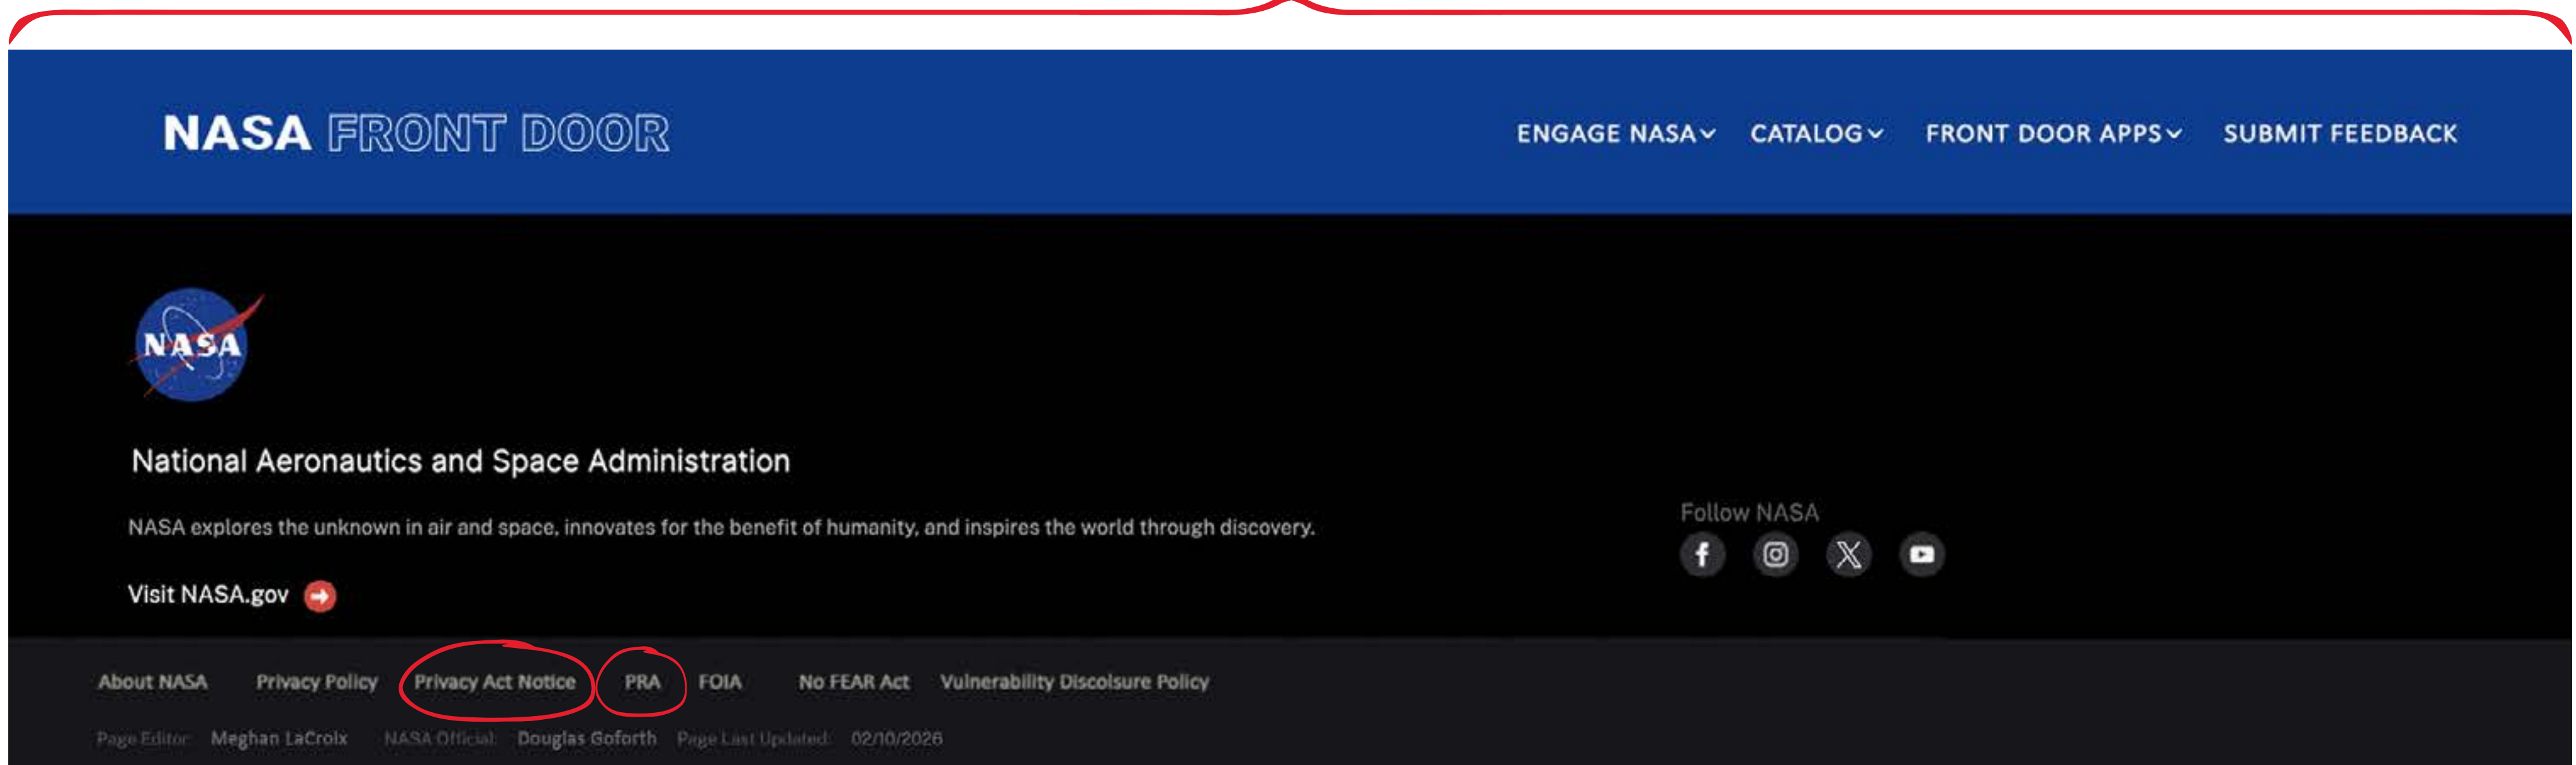 NASA FRONT DOOR ENGAGE NASA CATALOG FRONT DOOR APPS SUBMIT FEEDBACK
NASA
National Aeronautics and Space Administration
NASA explores the unknown in air and space, innovates for the benefit of humanity, and inspires the world through discovery.
Follow NASA
Visit NASA.gov
About NASA Privacy Policy Privacy Act Notice PRA FOIA No FEAR Act Vulnerability Discolsure Policy
Page Editor: Meghan LaCroix NASA Official: Douglas Goforth Page Last Updated: 02/10/2026